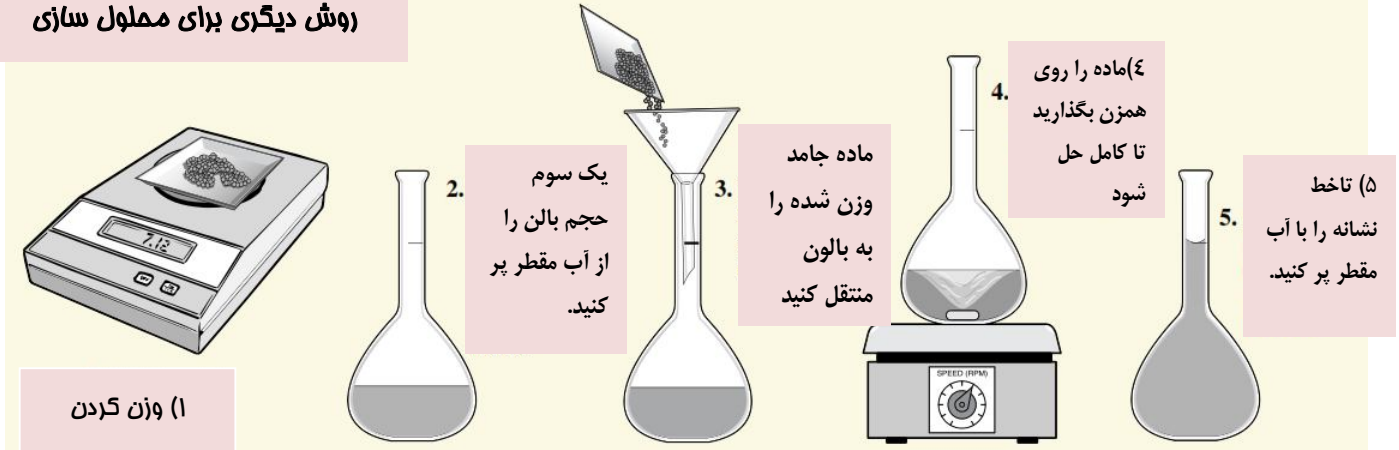 روش دیگری برای محلول سازی
7.12
۱) وزن کردن
2.
یک سوم
حجم بالن را
از آب مقطر پر
کنید.
3.
ماده جامد
وزن شده را
به بالون
منتقل کنید
4.
٤)ماده را روی
همزن بگذارید
تا کامل حل
شود
SPEED (RPM)
5.
۵) تاخط
نشانه را با آب
مقطر پر کنید.